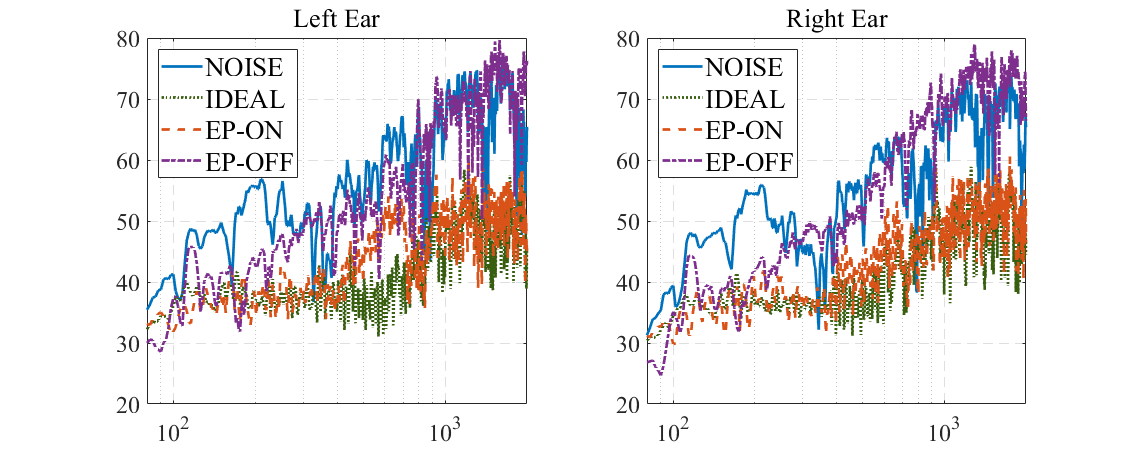 Left Ear
80
70
60
50
40
30
20
10^2
10^3
NOISE
IDEAL
EP-ON
EP-OFF
Right Ear
80
70
60
50
40
30
20
10^2
10^3
NOISE
IDEAL
EP-ON
EP-OFF